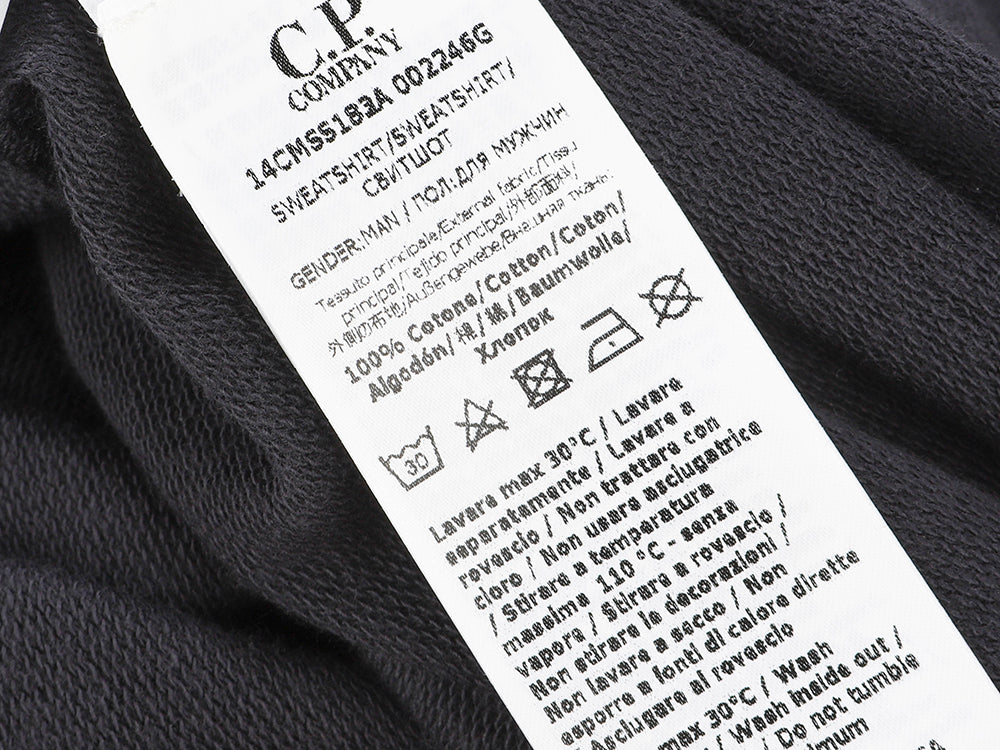 C.P.
COMPANY
14CMSS183A 002246G
SWEATSHIRT/SWEATSHIRT/
СВИТШОТ
GENDER:MAN / ПОЛ:ДЛЯ МУЖЧИН
Tessuto principale/External fabric/Tissu
principal/Tejido principal/外部面料/
外側の布地/Außengewebe/Внешняя ткань:
100% Cotone/Cotton/Coton/
Algodón/棉/綿/Baumwolle/
Хлопок
30
Lavare max 30°C / Lavare
separatamente / Lavare a
rovescio / Non trattare con
cloro / Non usare asciugatrice
/ Stirare a temperatura
massima 110°C - senza
vapore / Stirare a rovescio /
Non stirare le decorazioni /
Non lavare a secco / Non
esporre a fonti di calore dirette
/ Asciugare al rovescio
max 30°C / Wash
/ Wash inside out /
/ Do not tumble